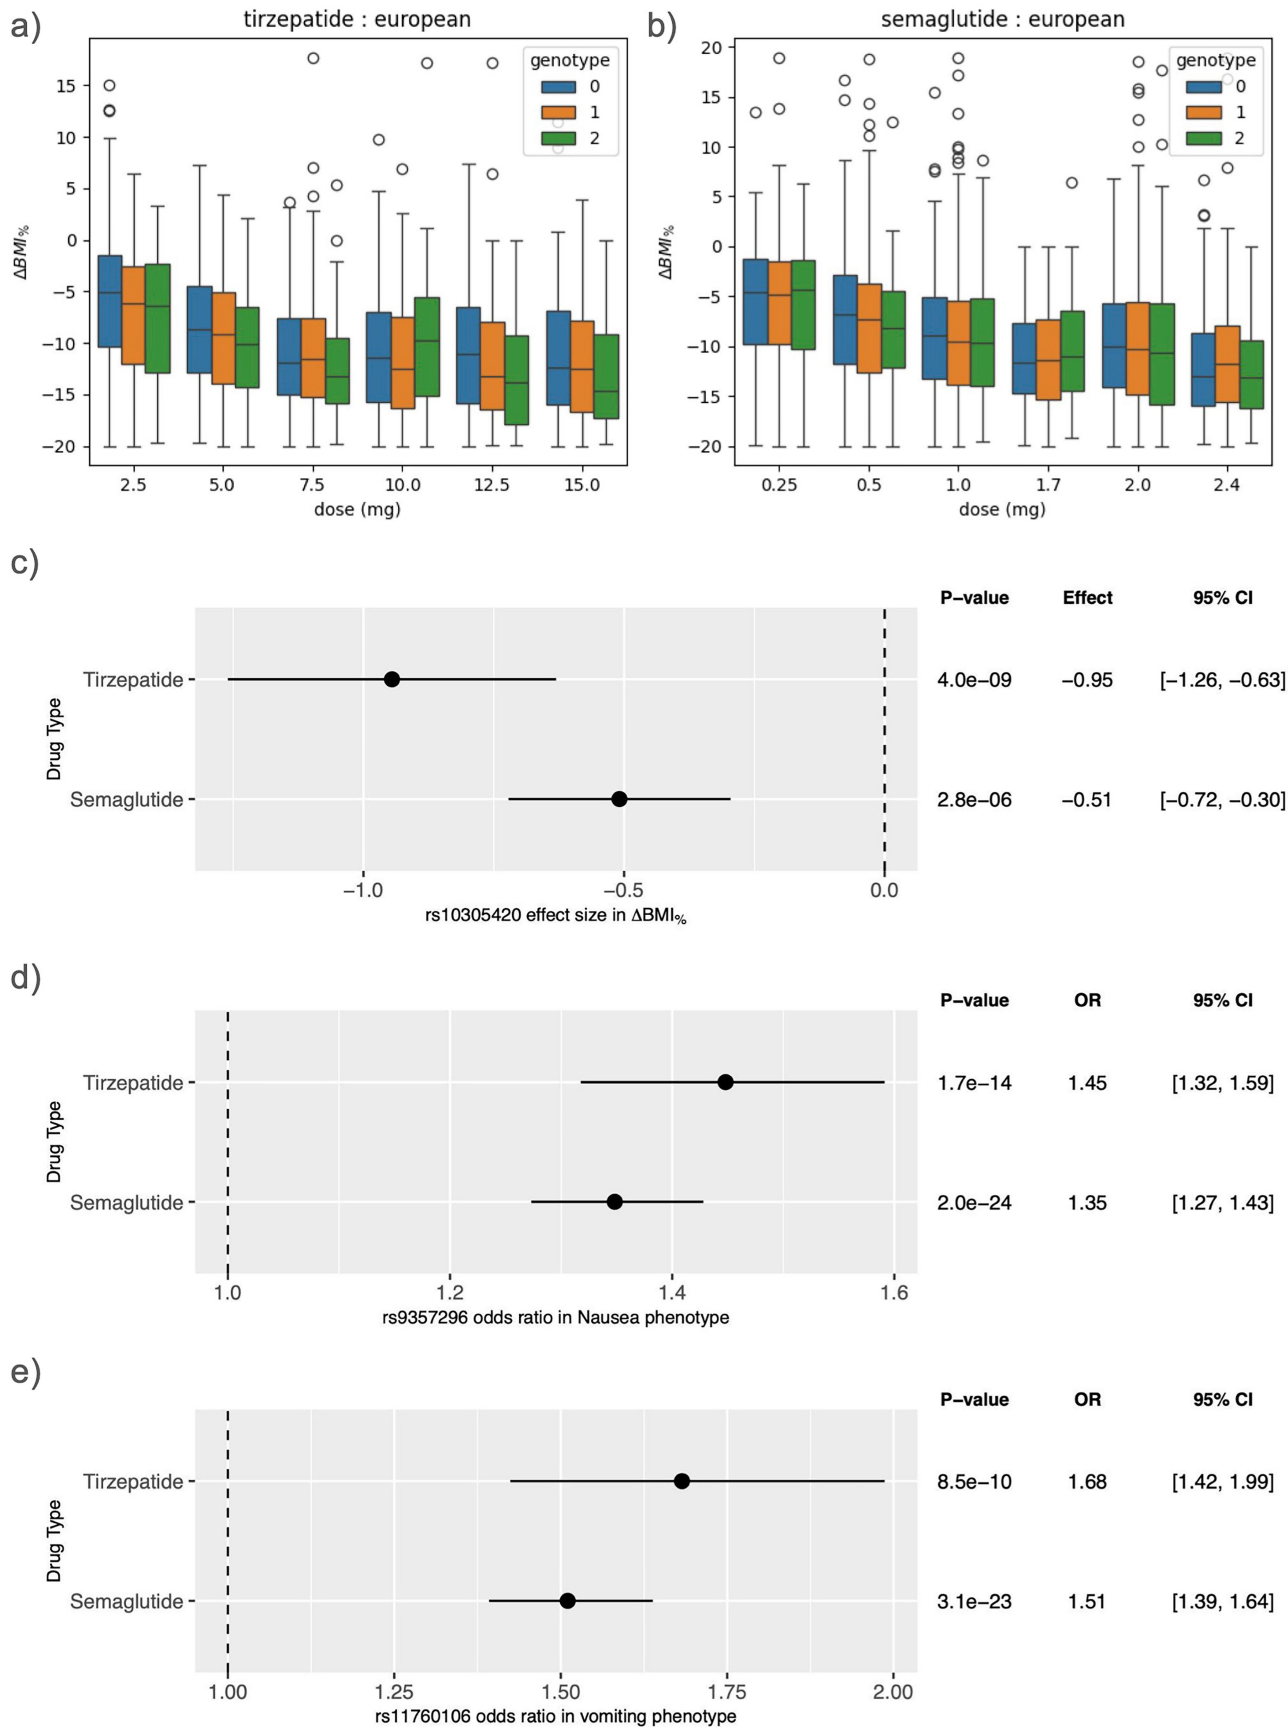 a)
tirzepatide : european
genotype
0
1
2
15
10
5
0
−5
−10
−15
−20
ΔBMI%
2.5 5.0 7.5 10.0 12.5 15.0
dose (mg)
b)
semaglutide : european
genotype
0
1
2
20
15
10
5
0
−5
−10
−15
−20
ΔBMI%
0.25 0.5 1.0 1.7 2.0 2.4
dose (mg)
c)
P−value Effect 95% CI
Tirzepatide 4.0e−09 −0.95 [−1.26, −0.63]
Drug Type
Semaglutide 2.8e−06 −0.51 [−0.72, −0.30]
−1.0 −0.5 0.0
rs10305420 effect size in ΔBMI%
d)
P−value OR 95% CI
Tirzepatide 1.7e−14 1.45 [1.32, 1.59]
Drug Type
Semaglutide 2.0e−24 1.35 [1.27, 1.43]
1.0 1.2 1.4 1.6
rs9357296 odds ratio in Nausea phenotype
e)
P−value OR 95% CI
Tirzepatide 8.5e−10 1.68 [1.42, 1.99]
Drug Type
Semaglutide 3.1e−23 1.51 [1.39, 1.64]
1.00 1.25 1.50 1.75 2.00
rs11760106 odds ratio in vomiting phenotype